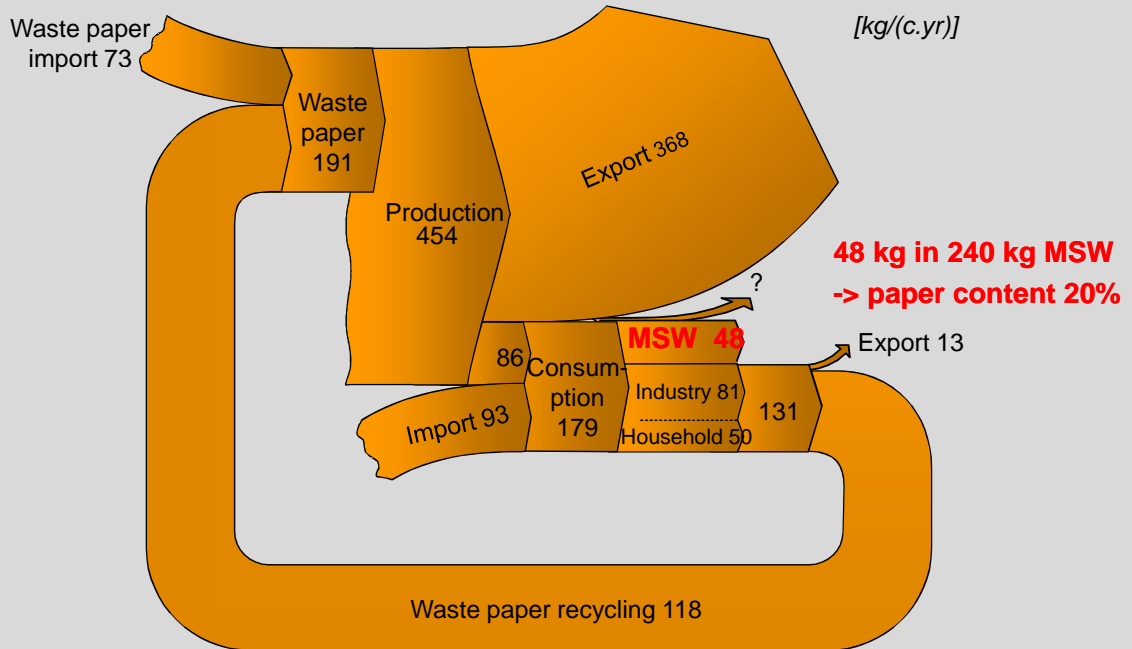 Waste paper
import 73
[kg/(c.yr)]
Waste
paper
191
Export 368
Production
454
48 kg in 240 kg MSW
-> paper content 20%
?
MSW 48
Export 13
86
Consum-
ption
179
Industry 81
Household 50
131
Import 93
Waste paper recycling 118